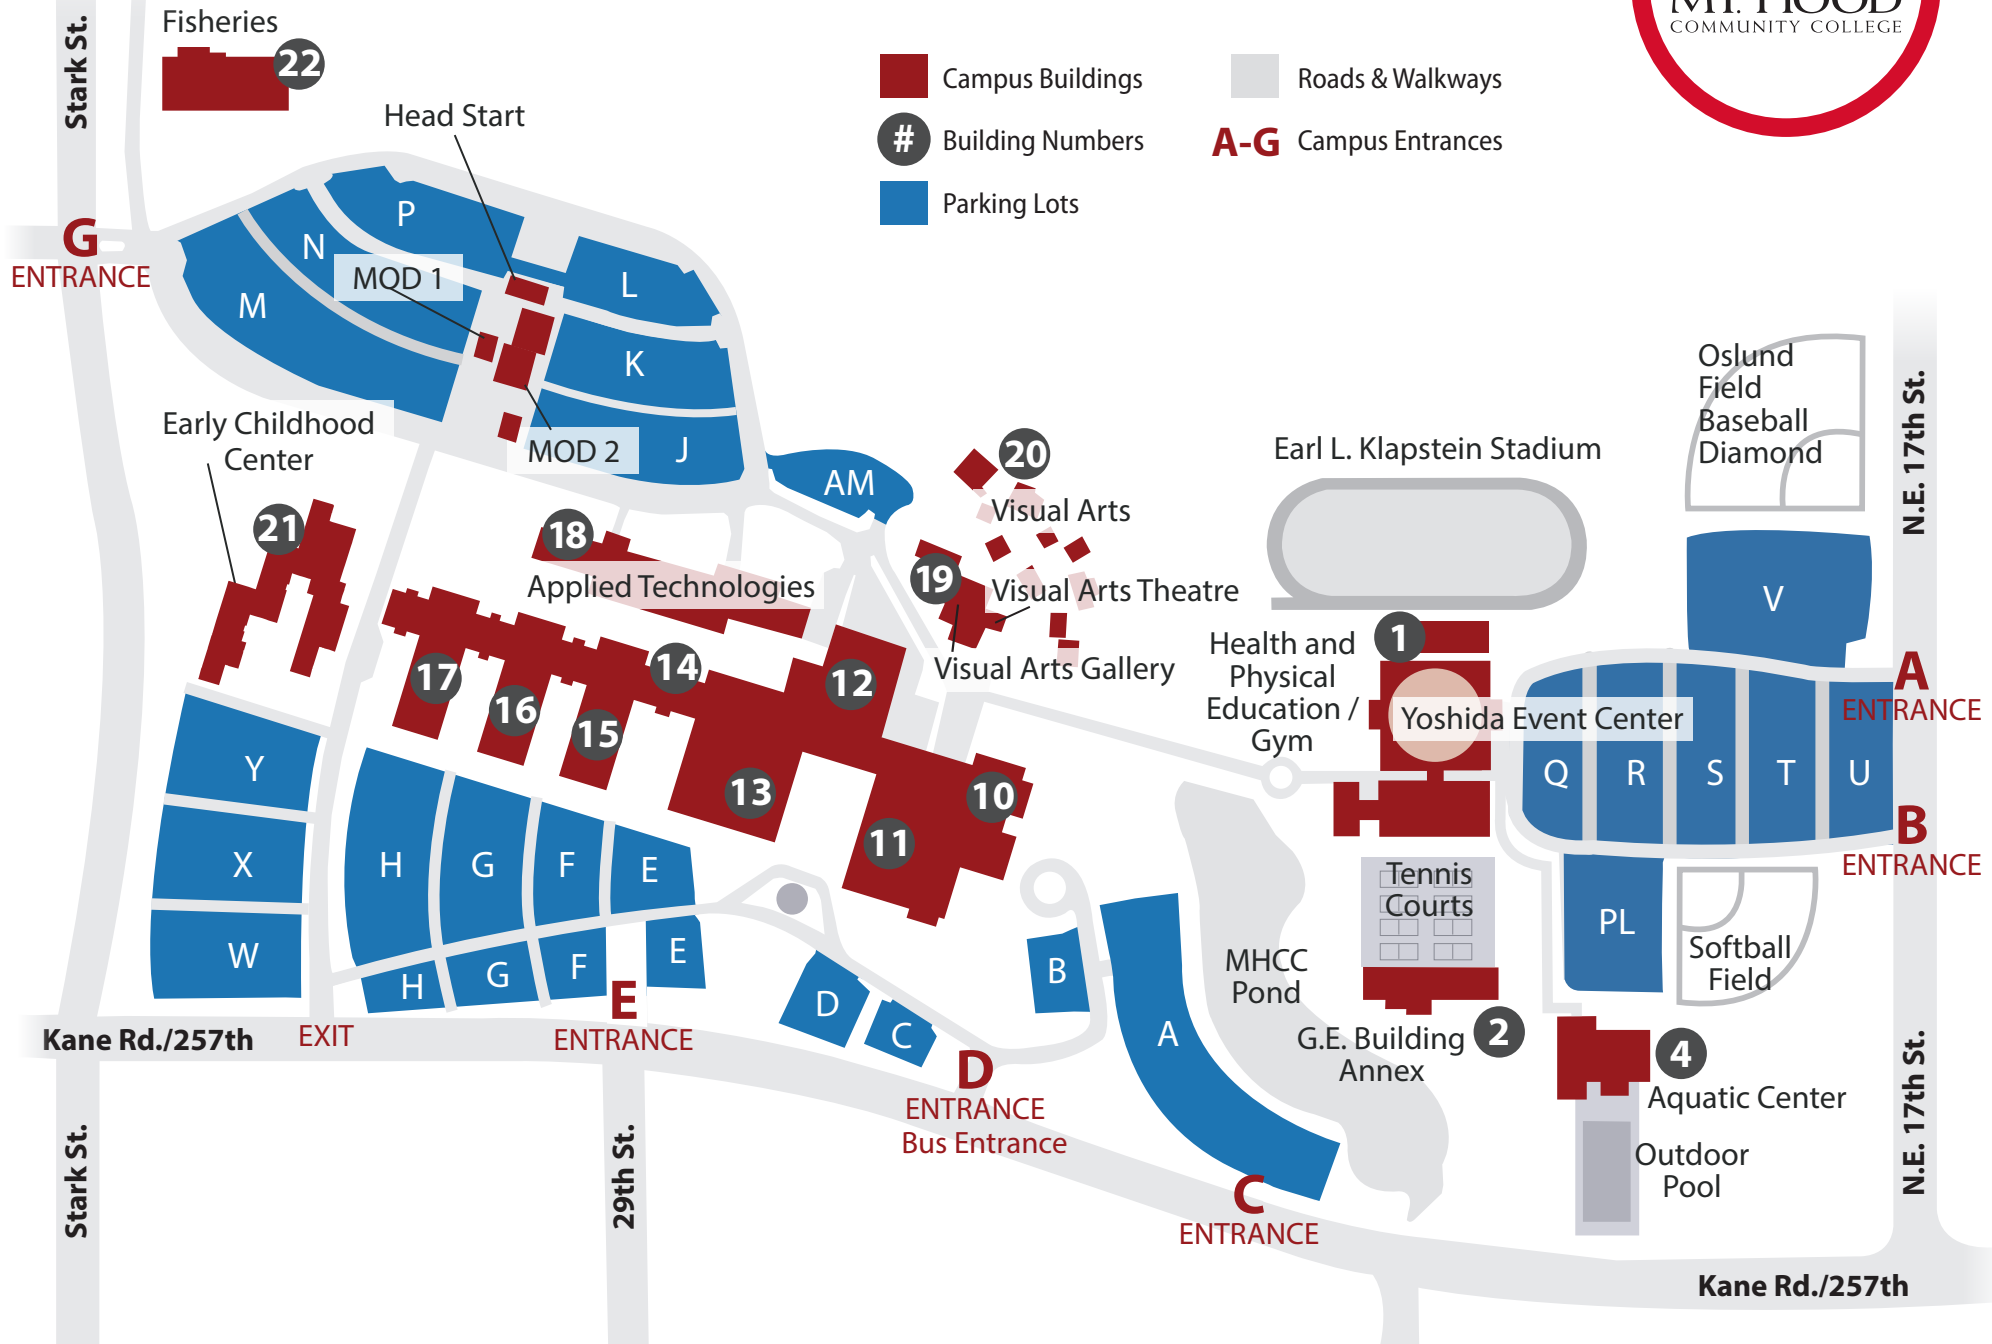 MT. HOOD
COMMUNITY COLLEGE
Campus Buildings
#
Building Numbers
Parking Lots
Roads & Walkways
A-G
Campus Entrances
Stark St.
Fisheries
22
Head Start
G
ENTRANCE
P
N
M
MOD 1
L
K
J
MOD 2
AM
Early Childhood
Center
21
18
Applied Technologies
20
Visual Arts
19
Visual Arts Theatre
Visual Arts Gallery
Earl L. Klapstein Stadium
Oslund
Field
Baseball
Diamond
N.E. 17th St.
V
A
ENTRANCE
1
Health and
Physical
Education /
Gym
Yoshida Event Center
Q
R
S
T
U
B
ENTRANCE
17
16
15
14
13
12
11
10
Y
X
W
H
G
F
E
H
G
F
E
D
C
B
A
Tennis
Courts
PL
Softball
Field
MHCC
Pond
G.E. Building
Annex
2
4
Aquatic Center
Outdoor
Pool
Kane Rd./257th
EXIT
E
ENTRANCE
D
ENTRANCE
Bus Entrance
C
ENTRANCE
Stark St.
29th St.
N.E. 17th St.
Kane Rd./257th